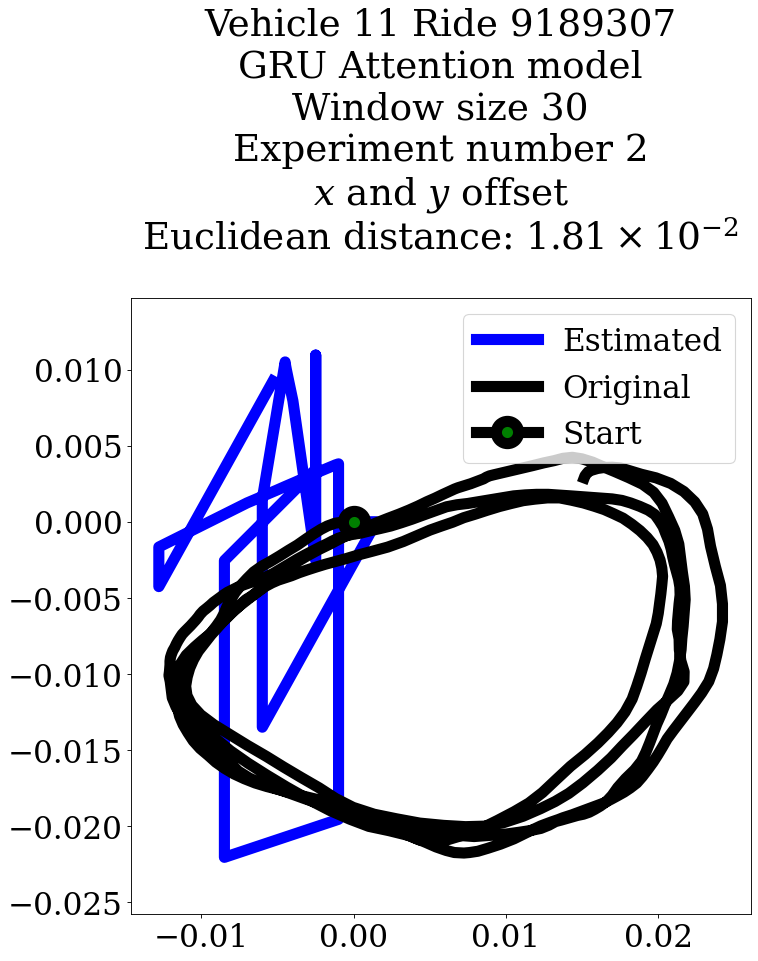 Vehicle 11 Ride 9189307
GRU Attention model
Window size 30
Experiment number 2
x and y offset
Euclidean distance: 1.81 × 10⁻²
Estimated
Original
Start
0.010
0.005
0.000
−0.005
−0.010
−0.015
−0.020
−0.025
−0.01 0.00 0.01 0.02